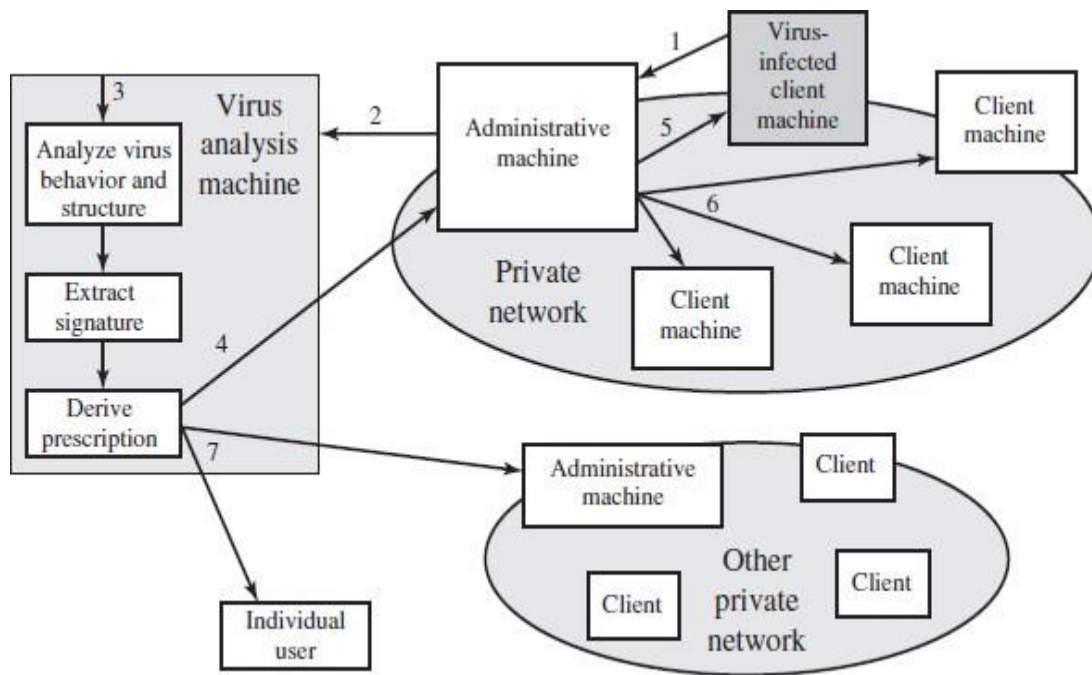 1
Virus-
infected
client
machine
3
Virus
analysis
machine
2
Administrative
machine
5
Client
machine
Analyze virus
behavior and
structure
6
Client
machine
Private
network
Client
machine
Extract
signature
4
Derive
prescription
7
Administrative
machine
Client
Other
private
network
Client
Client
Individual
user